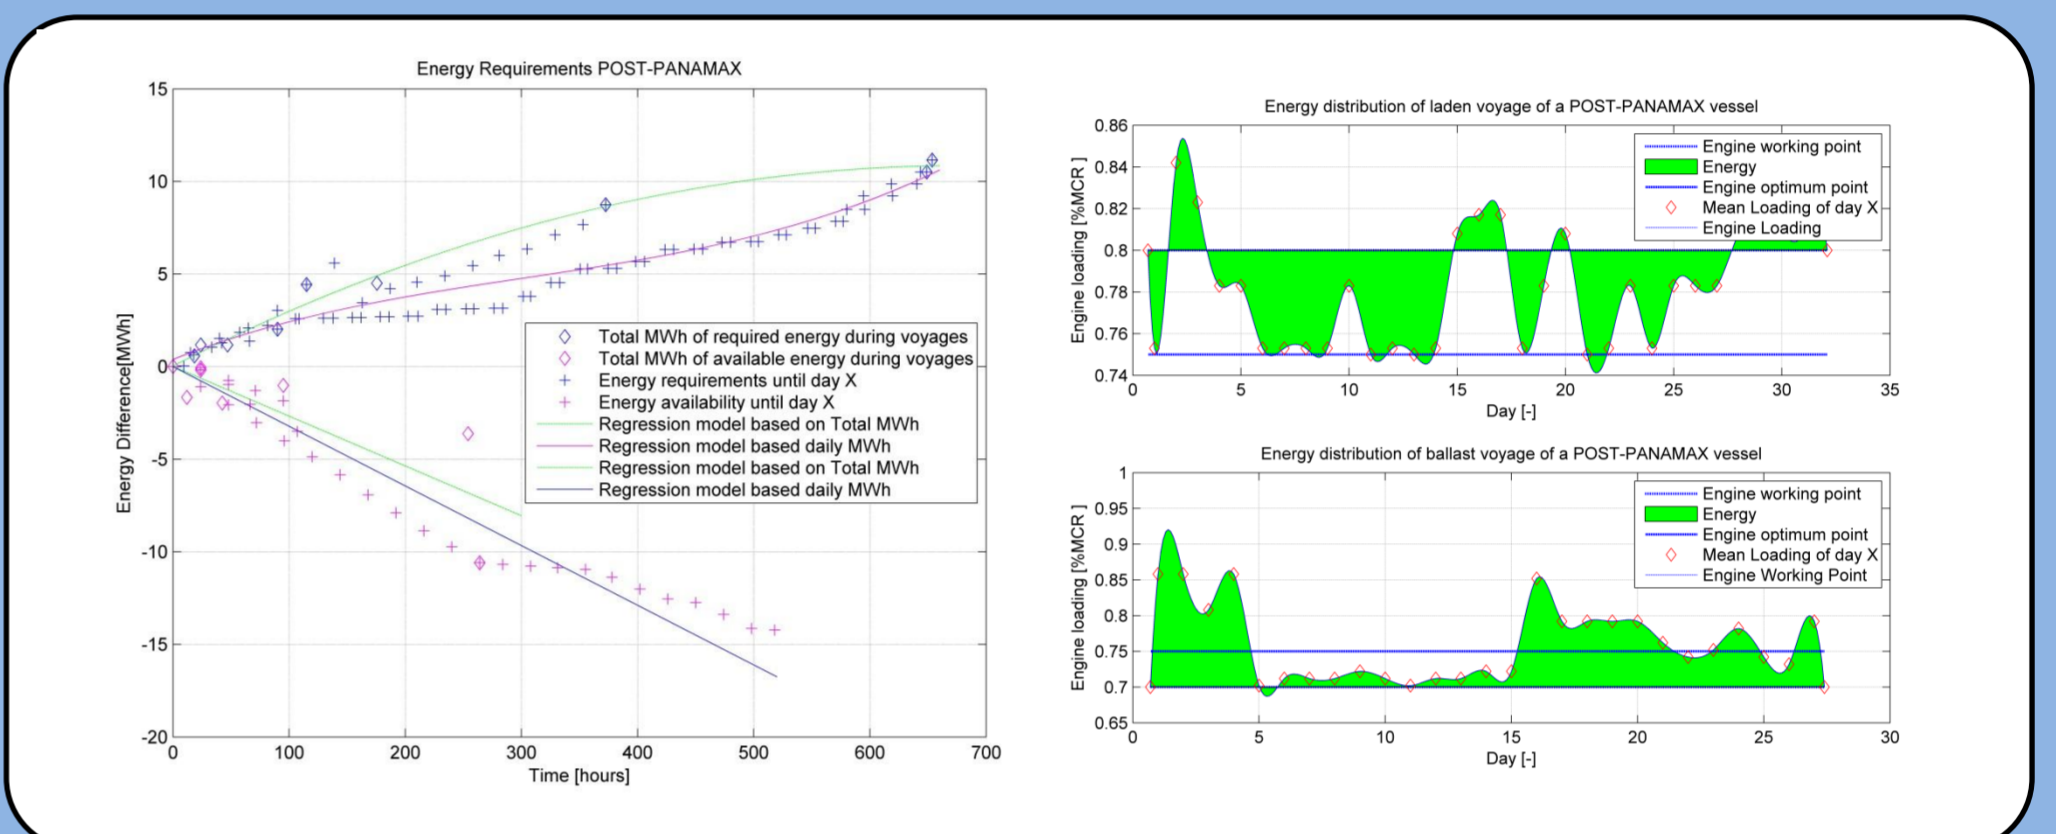 Energy Requirements POST-PANAMAX
15
10
5
0
-5
-10
-15
-20
Energy Difference[MWh]
Total MWh of required energy during voyages
Total MWh of available energy during voyages
Energy requirements until day X
Energy availability until day X
Regression model based on Total MWh
Regression model based daily MWh
Regression model based on Total MWh
Regression model based daily MWh
0 100 200 300 400 500 600 700
Time [hours]
Energy distribution of laden voyage of a POST-PANAMAX vessel
0.86
0.84
0.82
0.8
0.78
0.76
0.74
Engine loading [%MCR ]
Engine working point
Energy
Engine optimum point
Mean Loading of day X
Engine Loading
0 5 10 15 20 25 30 35
Day [-]
Energy distribution of ballast voyage of a POST-PANAMAX vessel
1
0.95
0.9
0.85
0.8
0.75
0.7
0.65
Engine loading [%MCR ]
Engine working point
Energy
Engine optimum point
Mean Loading of day X
Engine Working Point
0 5 10 15 20 25 30
Day [-]